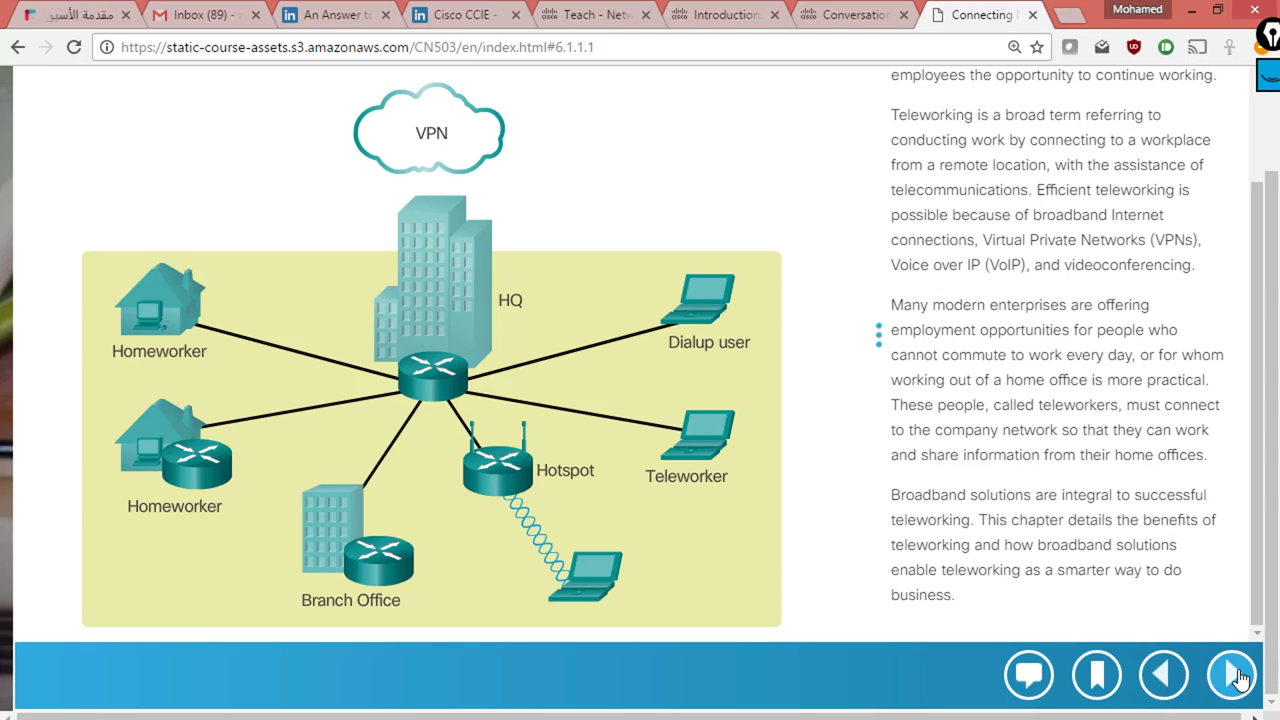 مقدمة الأسبو
Inbox (89) -
An Answer to
Cisco CCIE -
Teach - Netw
Introduction
Conversation
Connecting
Mohamed
https://static-course-assets.s3.amazonaws.com/CN503/en/index.html#6.1.1.1
VPN
HQ
Homeworker
Dialup user
Homeworker
Hotspot
Teleworker
Branch Office
employees the opportunity to continue working.
Teleworking is a broad term referring to
conducting work by connecting to a workplace
from a remote location, with the assistance of
telecommunications. Efficient teleworking is
possible because of broadband Internet
connections, Virtual Private Networks (VPNs),
Voice over IP (VoIP), and videoconferencing.
Many modern enterprises are offering
employment opportunities for people who
cannot commute to work every day, or for whom
working out of a home office is more practical.
These people, called teleworkers, must connect
to the company network so that they can work
and share information from their home offices.
Broadband solutions are integral to successful
teleworking. This chapter details the benefits of
teleworking and how broadband solutions
enable teleworking as a smarter way to do
business.